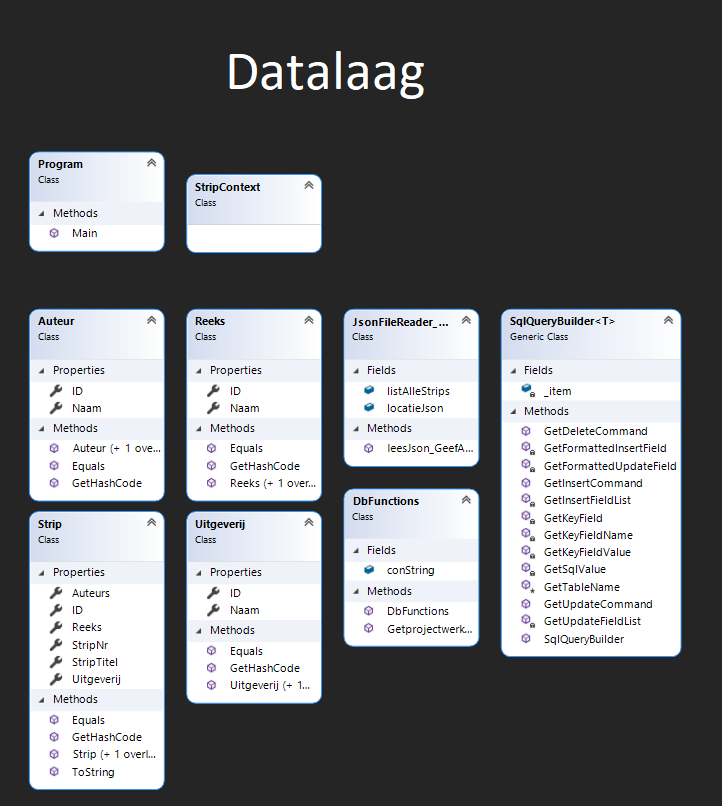 Datalaag
Program
Class
Methods
Main
StripContext
Class
Auteur
Class
Properties
ID
Naam
Methods
Auteur (+ 1 over...
Equals
GetHashCode
Reeks
Class
Properties
ID
Naam
Methods
Equals
GetHashCode
Reeks (+ 1 over...
JsonFileReader_...
Class
Fields
listAlleStrips
locatieJson
Methods
leesJson_GeefA...
SqlQueryBuilder<T>
Generic Class
Fields
_item
Methods
GetDeleteCommand
GetFormattedInsertField
GetFormattedUpdateField
GetInsertCommand
GetInsertFieldList
GetKeyField
GetKeyFieldName
GetKeyFieldValue
GetSqlValue
GetTableName
GetUpdateCommand
GetUpdateFieldList
SqlQueryBuilder
Strip
Class
Properties
Auteurs
ID
Reeks
StripNr
StripTitel
Uitgeverij
Methods
Equals
GetHashCode
Strip (+ 1 overl...
ToString
Uitgeverij
Class
Properties
ID
Naam
Methods
Equals
GetHashCode
Uitgeverij (+ 1...
DbFunctions
Class
Fields
conString
Methods
DbFunctions
Getprojectwerk...